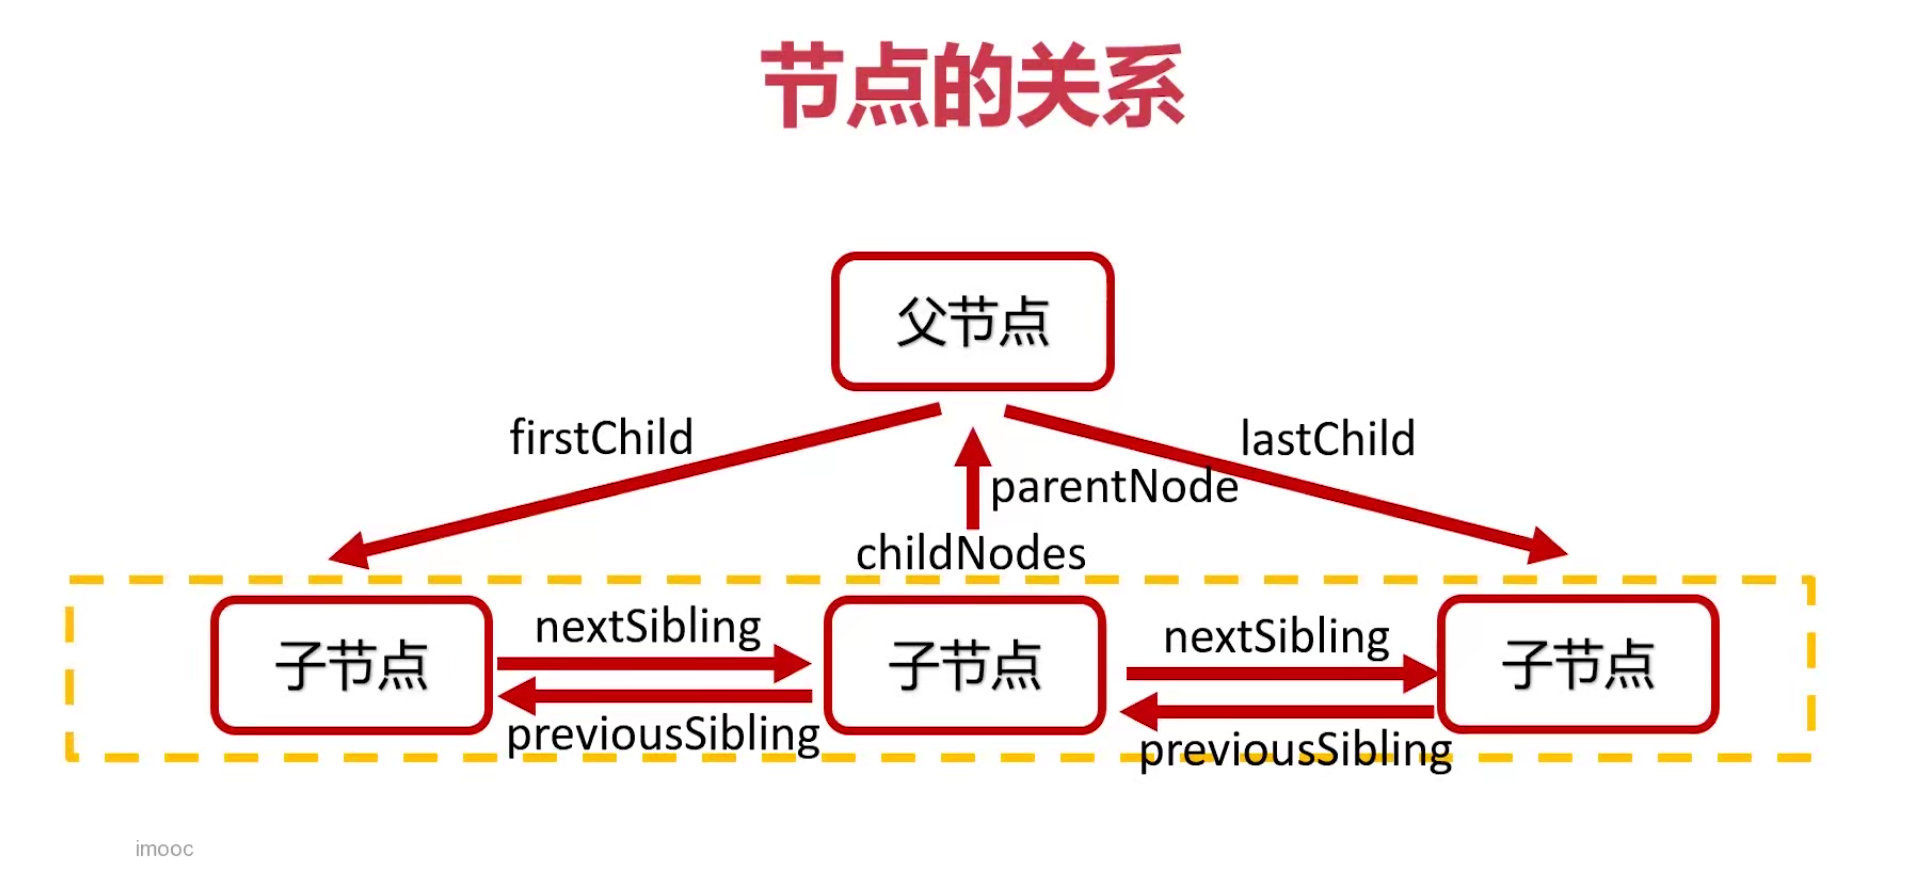 节点的关系
父节点
firstChild
lastChild
parentNode
childNodes
子节点
nextSibling
previousSibling
子节点
nextSibling
previousSibling
子节点
imooc